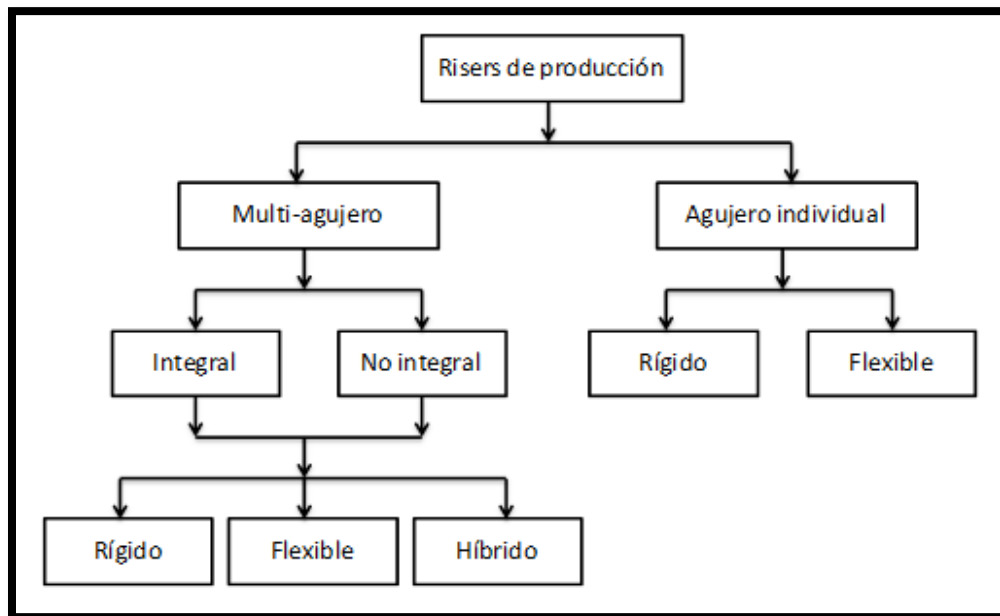 Risers de producción
Multi-agujero
Agujero individual
Integral
No integral
Rígido
Flexible
Rígido
Flexible
Híbrido